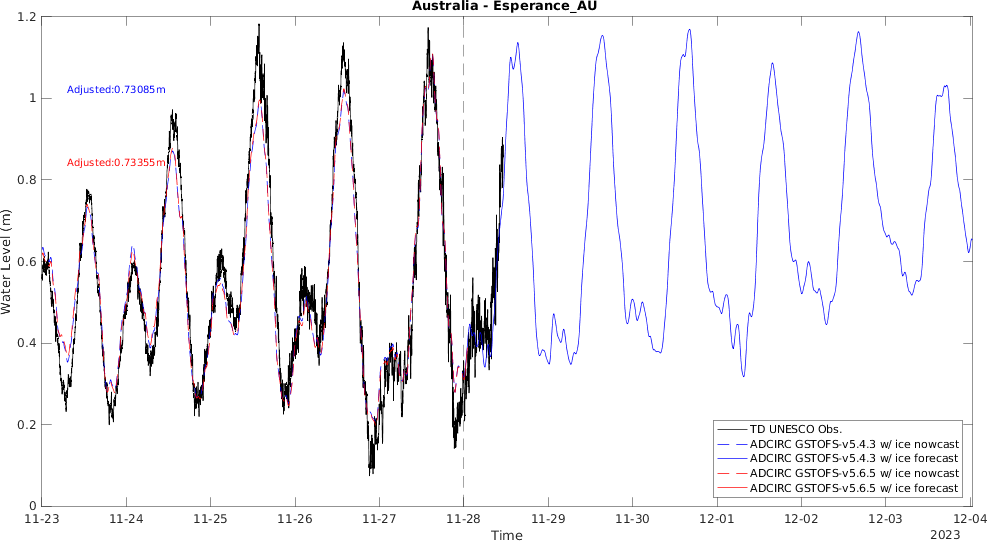 Australia - Esperance_AU
1.2
1
0.8
0.6
0.4
0.2
0
Water Level (m)
Adjusted:0.73085m
Adjusted:0.73355m
TD UNESCO Obs.
ADCIRC GSTOFS-v5.4.3 w/ ice nowcast
ADCIRC GSTOFS-v5.4.3 w/ ice forecast
ADCIRC GSTOFS-v5.6.5 w/ ice nowcast
ADCIRC GSTOFS-v5.6.5 w/ ice forecast
11-23 11-24 11-25 11-26 11-27 11-28 11-29 11-30 12-01 12-02 12-03 12-04
Time
2023